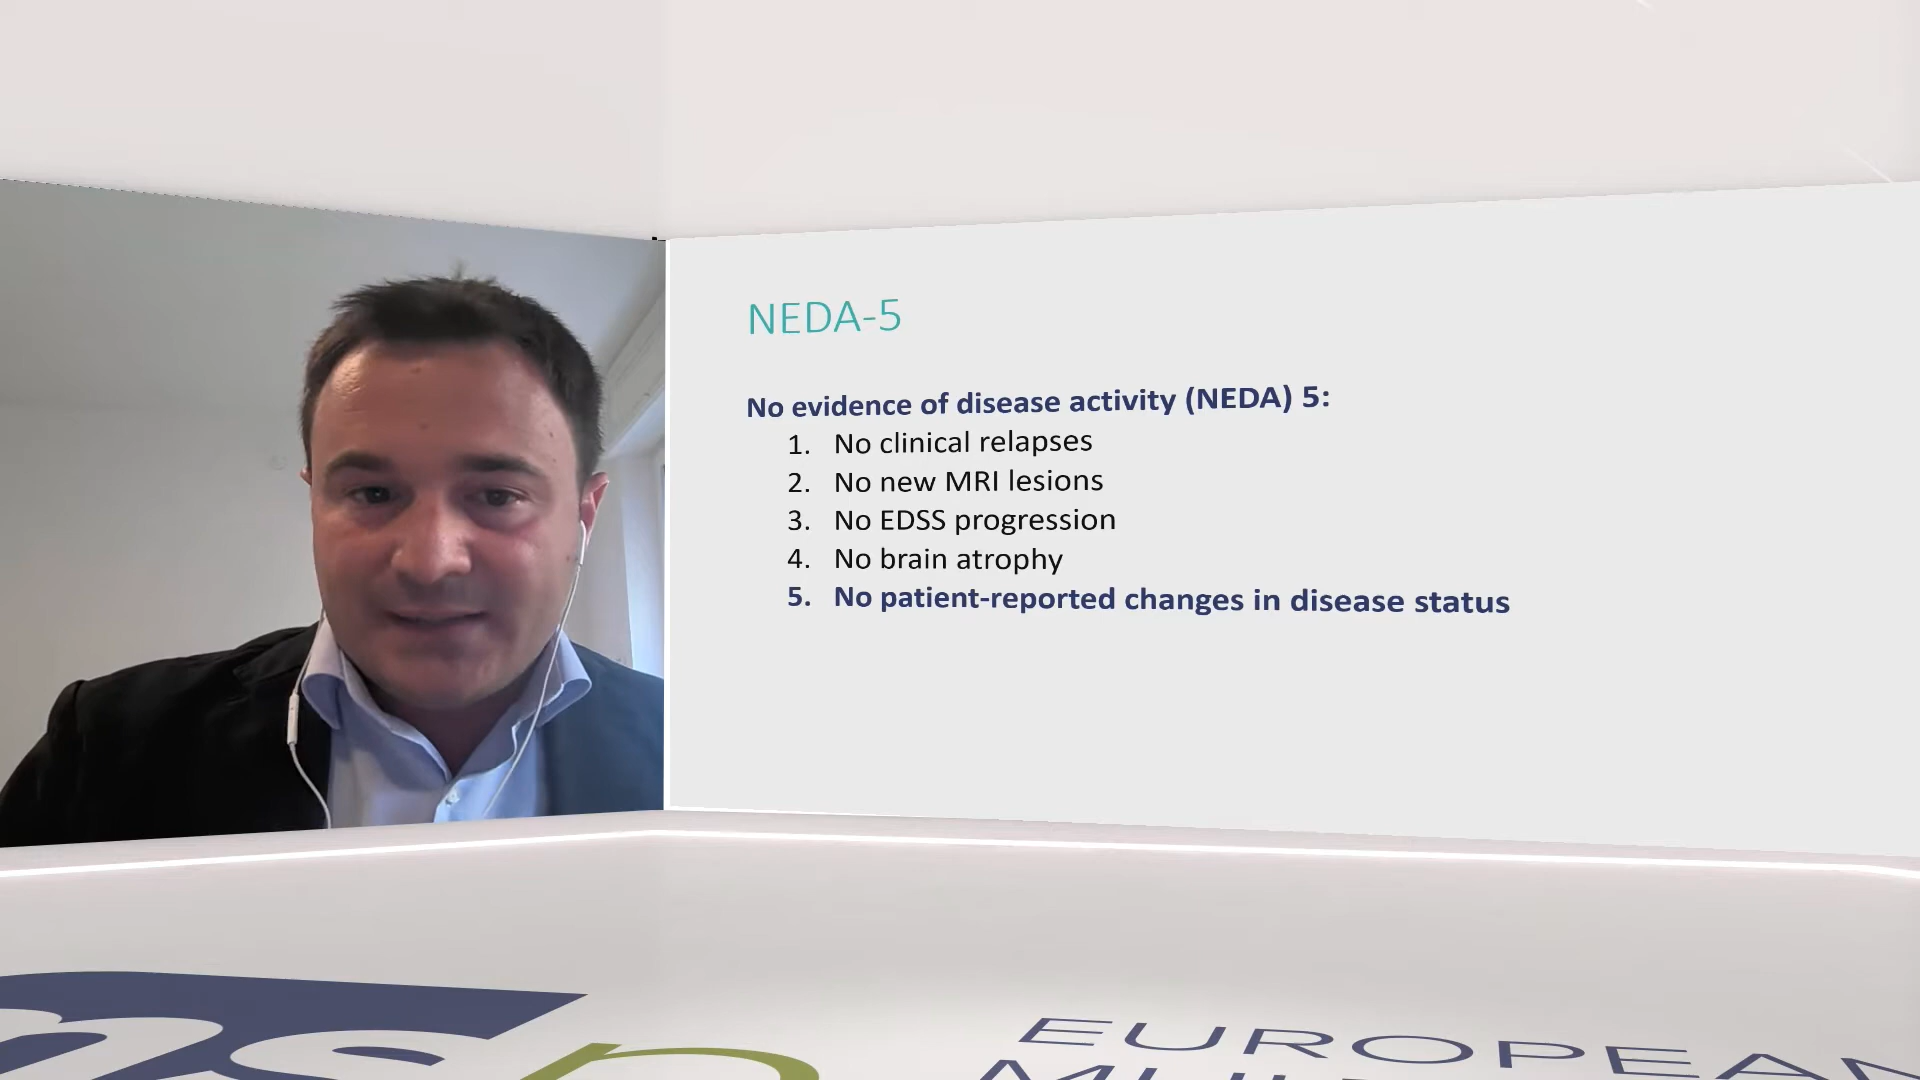 NEDA-5
No evidence of disease activity (NEDA) 5:
1. No clinical relapses
2. No new MRI lesions
3. No EDSS progression
4. No brain atrophy
5. No patient-reported changes in disease status
EUROPEAN